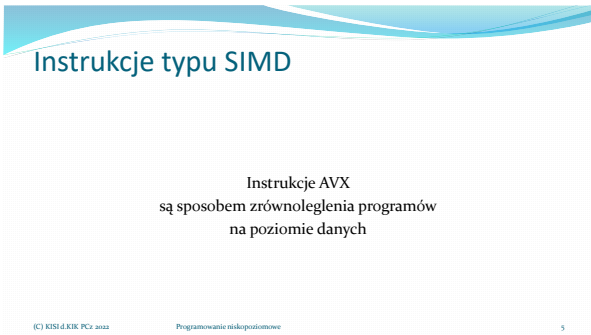 Instrukcje typu SIMD
Instrukcje AVX
są sposobem zrównoleglenia programów
na poziomie danych
(C) KISI d.KIK PCz 2022 Programowanie niskopoziomowe 5